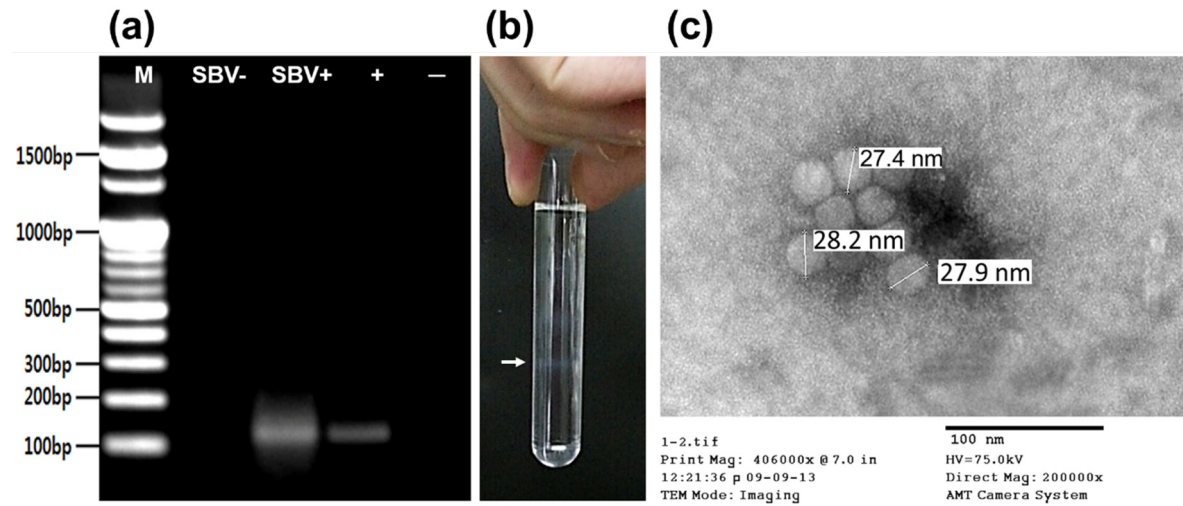 (a)
(b)
(c)
M SBV- SBV+ + —
1500bp
1000bp
500bp
300bp
200bp
100bp
27.4 nm
28.2 nm
27.9 nm
1-2.tif
Print Mag: 406000x @ 7.0 in
12:21:36 p 09-09-13
TEM Mode: Imaging
100 nm
HV=75.0kV
Direct Mag: 200000x
AMT Camera System